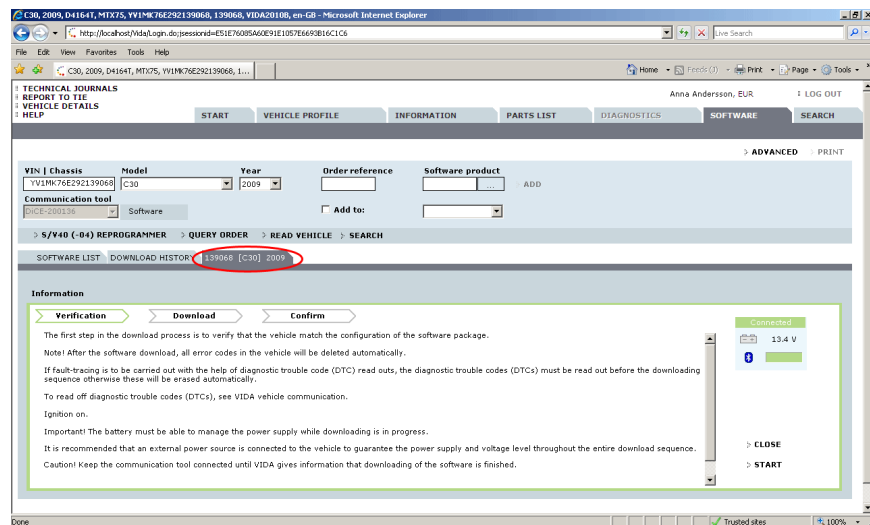 C30, 2009, D4164T, MTX75, YV1MK76E292139068, 139068, VIDA2010B, en-GB - Microsoft Internet Explorer
http://localhost/Vida/Login.do;jsessionid=E51E76085A60E91E1057E6693B16C1C6
Live Search
File Edit View Favorites Tools Help
C30, 2009, D4164T, MTX75, YV1MK76E292139068, 1...
Home Feeds (J) Print Page Tools
TECHNICAL JOURNALS
REPORT TO TIE
VEHICLE DETAILS
HELP
Anna Andersson, EUR
LOG OUT
START VEHICLE PROFILE INFORMATION PARTS LIST DIAGNOSTICS SOFTWARE SEARCH
ADVANCED PRINT
VIN | Chassis Model Year Order reference Software product
YV1MK76E292139068 C30 2009 ... ADD
Communication tool
DiCE-200136 Software Add to:
S/V40 (-04) REPROGRAMMER QUERY ORDER READ VEHICLE SEARCH
SOFTWARE LIST DOWNLOAD HISTORY 139068 [C30] 2009
Information
Verification Download Confirm
The first step in the download process is to verify that the vehicle match the configuration of the software package.
Note! After the software download, all error codes in the vehicle will be deleted automatically.
If fault-tracing is to be carried out with the help of diagnostic trouble code (DTC) read outs, the diagnostic trouble codes (DTCs) must be read out before the downloading
sequence otherwise these will be erased automatically.
To read off diagnostic trouble codes (DTCs), see VIDA vehicle communication.
Ignition on.
Important! The battery must be able to manage the power supply while downloading is in progress.
It is recommended that an external power source is connected to the vehicle to guarantee the power supply and voltage level throughout the entire download sequence.
Caution! Keep the communication tool connected until VIDA gives information that downloading of the software is finished.
Connected
13.4 V
CLOSE
START
Done
Trusted sites
100%